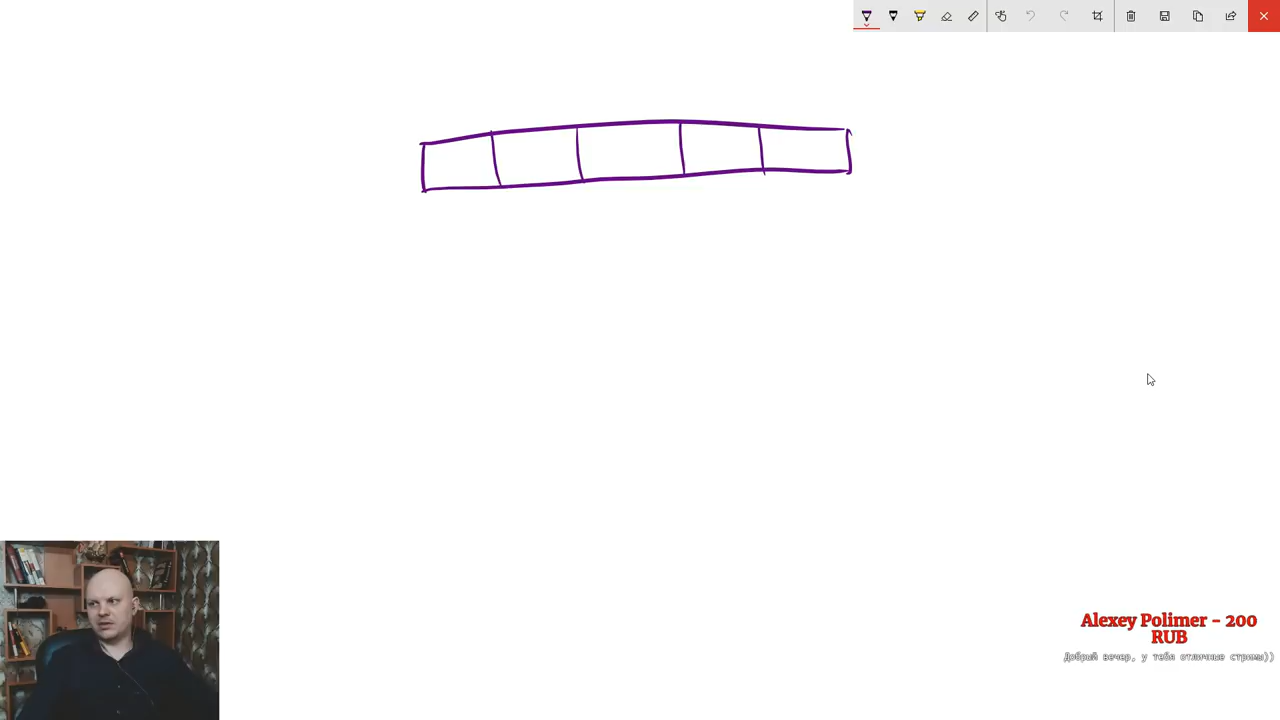 Alexey Polimer - 200
RUB
Добрый вечер, у тебя отличные стримы))